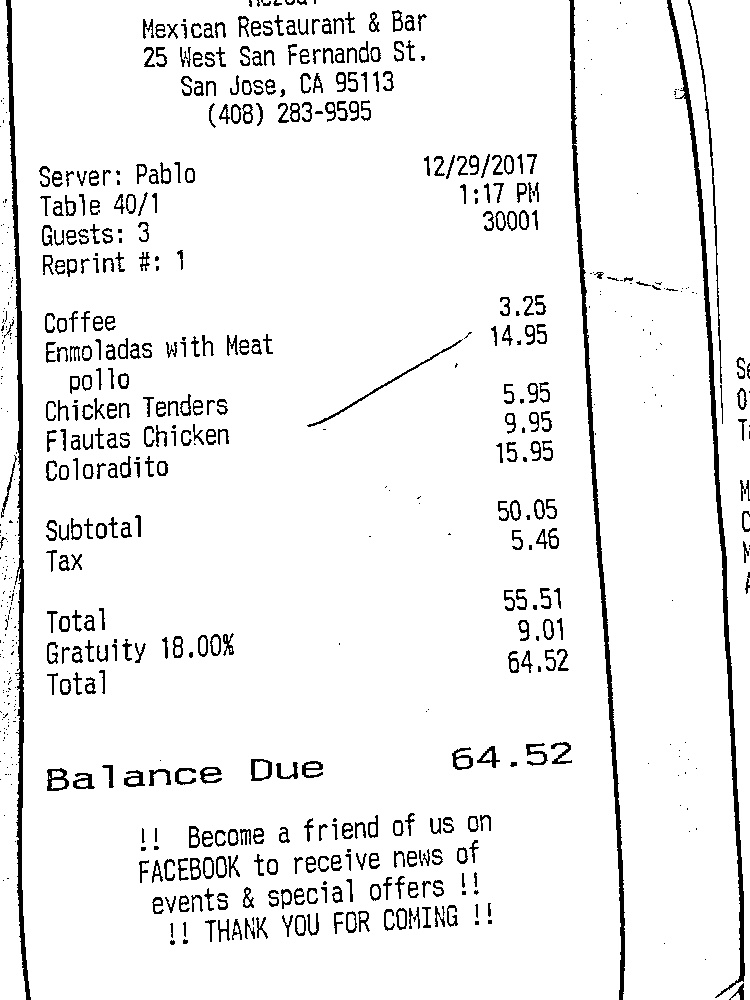 Mexican Restaurant & Bar
25 West San Fernando St.
San Jose, CA 95113
(408) 283-9595
Server: Pablo 12/29/2017
Table 40/1 1:17 PM
Guests: 3 30001
Reprint #: 1
Coffee 3.25
Enmoladas with Meat 14.95
pollo
Chicken Tenders 5.95
Flautas Chicken 9.95
Coloradito 15.95
Subtotal 50.05
Tax 5.46
Total 55.51
Gratuity 18.00% 9.01
Total 64.52
Balance Due 64.52
!! Become a friend of us on
FACEBOOK to receive news of
events & special offers !!
!! THANK YOU FOR COMING !!